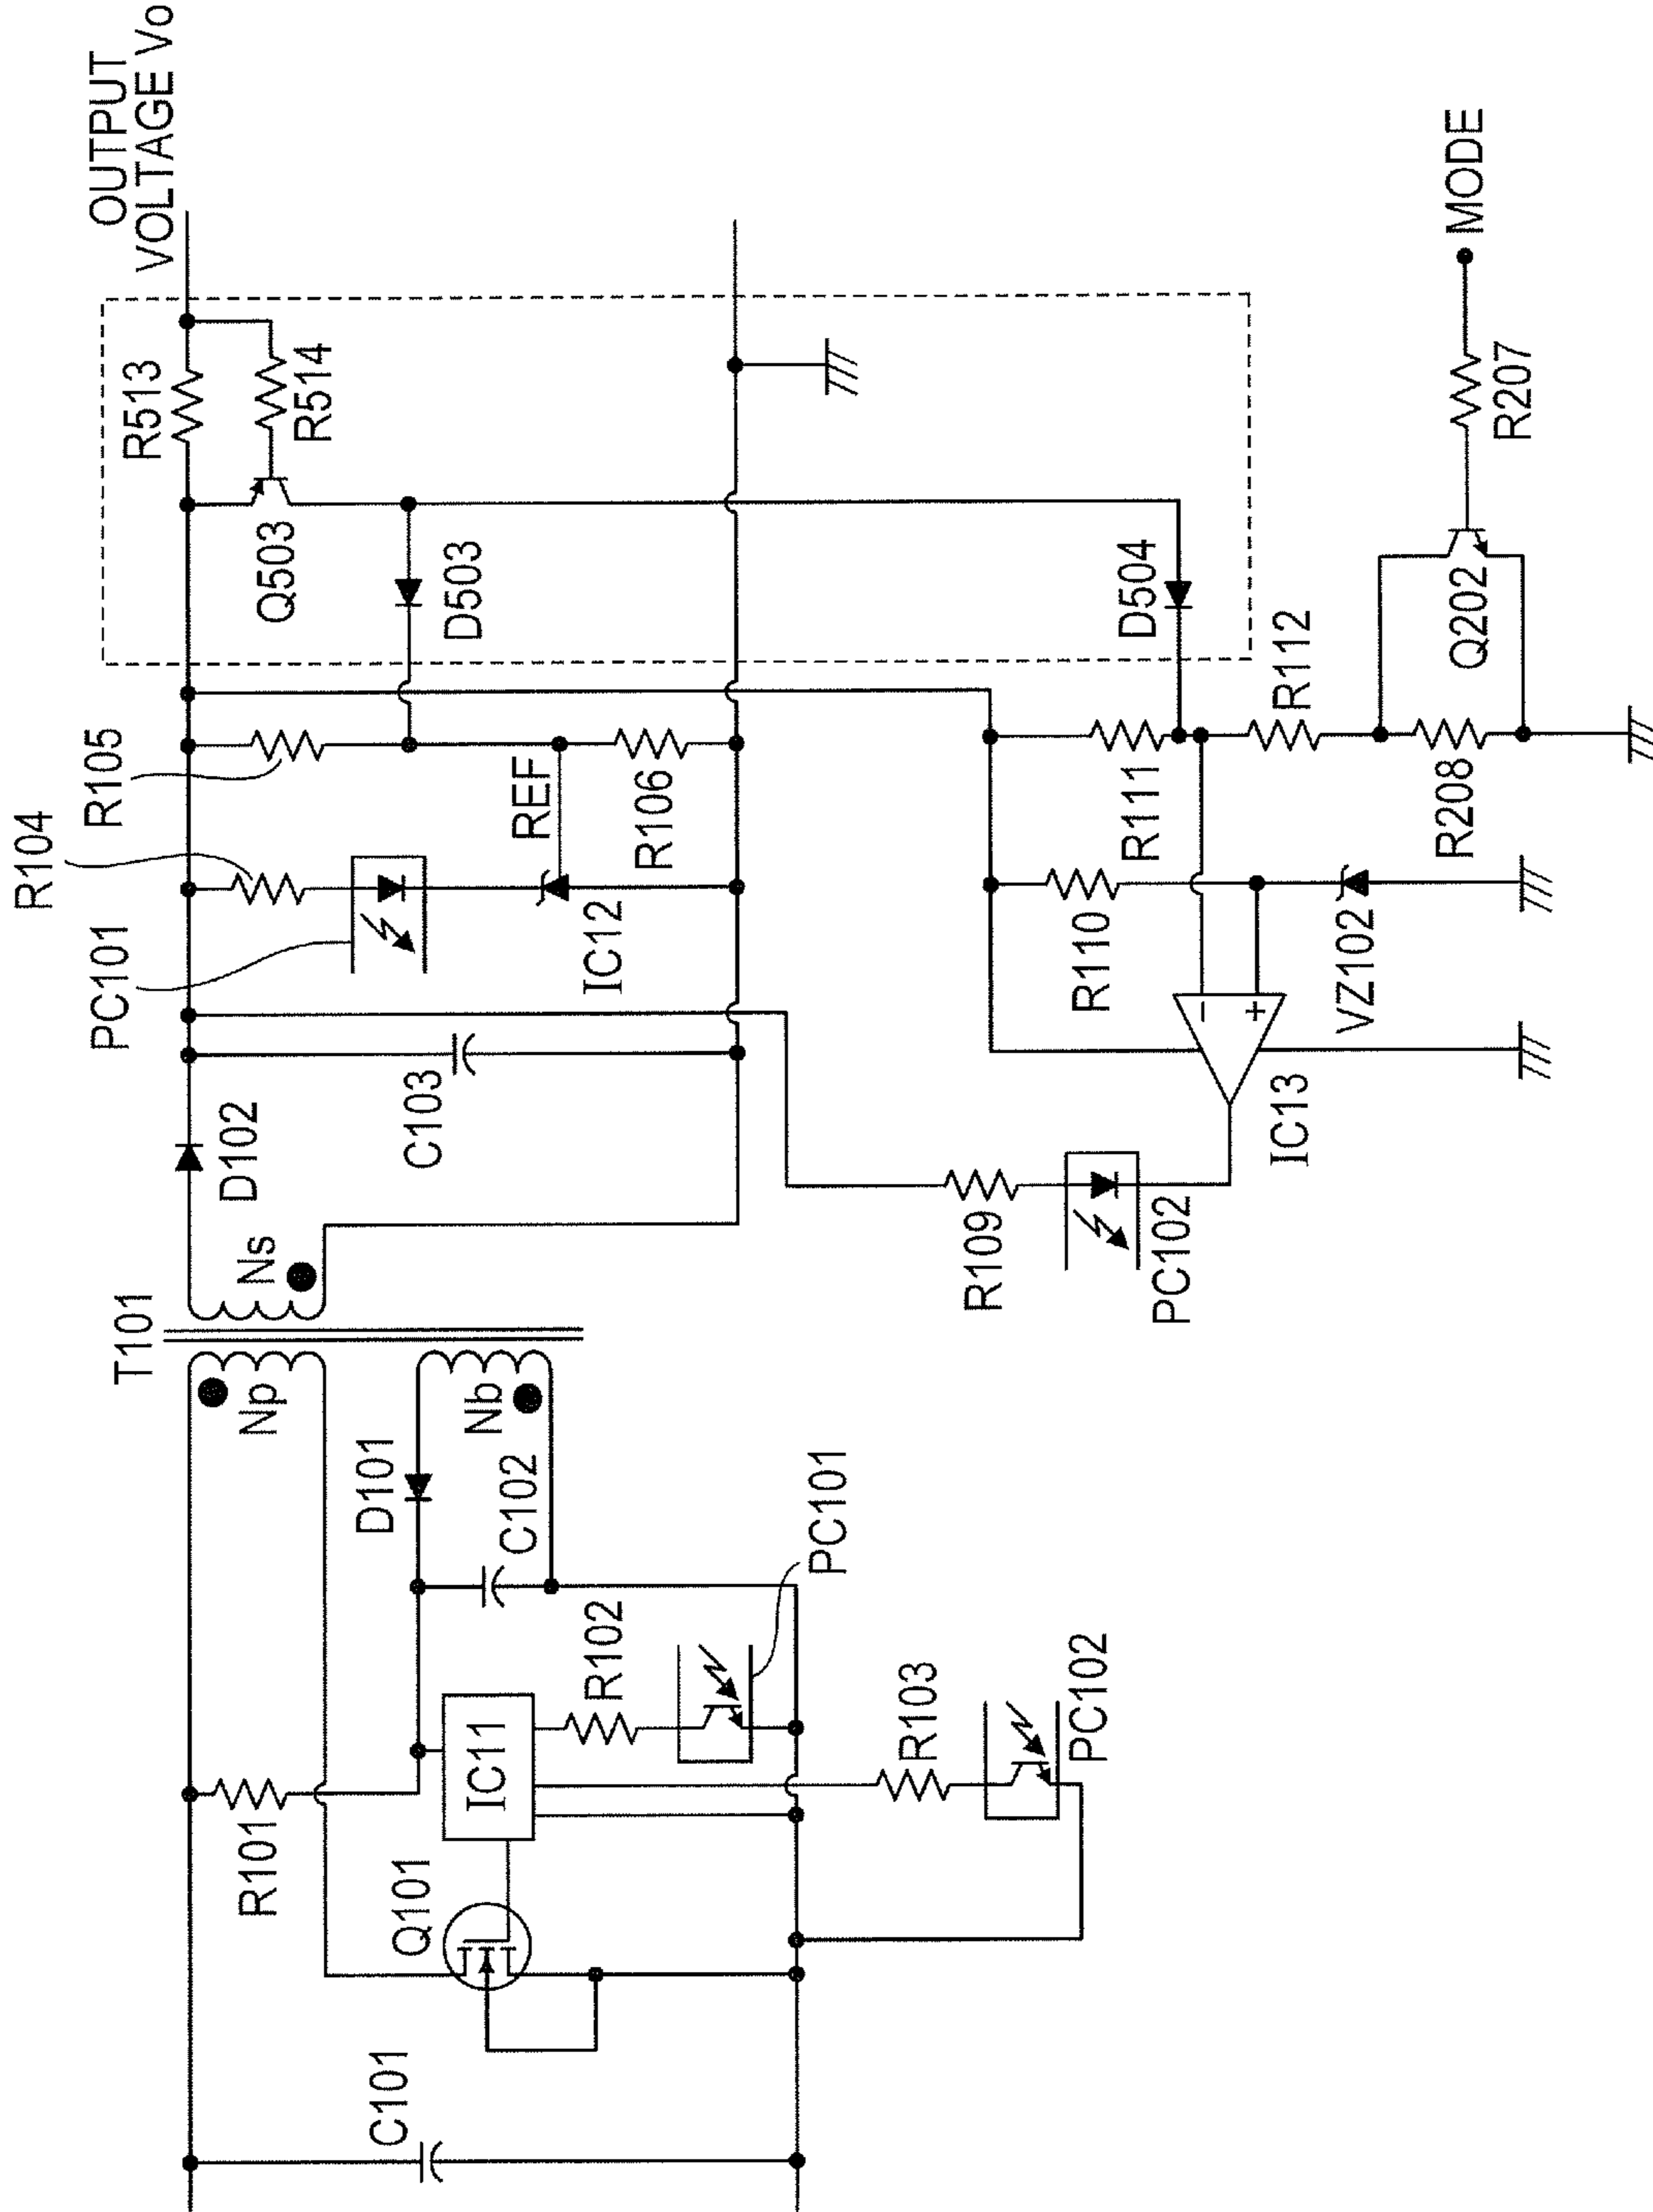 OUTPUT
VOLTAGE Vo
R513
R514
Q503
D503
D504
R105
R104
PC101
REF
R106
IC12
C103
D102
Ns
T101
Np
Nb
D101
C102
R102
PC101
R101
IC11
Q101
C101
R103
PC102
R109
PC102
IC13
R110
R111
VZ102
R112
R208
Q202
R207
MODE
−
+